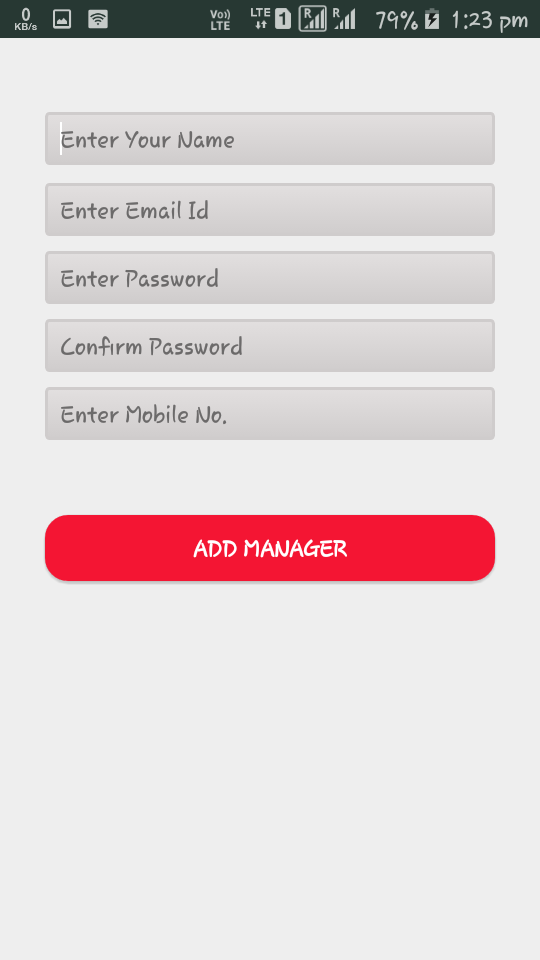 0 KB/s Vo)) LTE LTE 1 R R 79% 1:23 pm
Enter Your Name
Enter Email Id
Enter Password
Confirm Password
Enter Mobile No.
ADD MANAGER